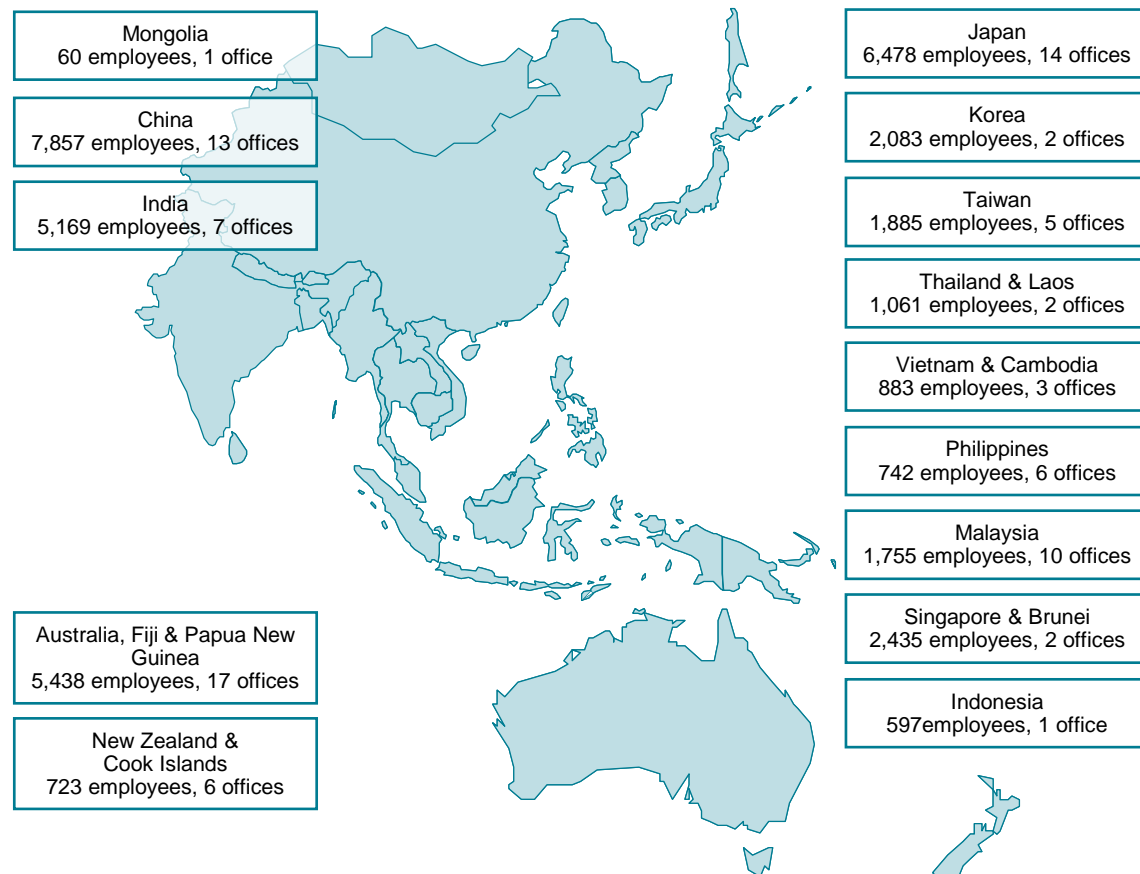 Mongolia
60 employees, 1 office
China
7,857 employees, 13 offices
India
5,169 employees, 7 offices
Australia, Fiji & Papua New
Guinea
5,438 employees, 17 offices
New Zealand &
Cook Islands
723 employees, 6 offices
Japan
6,478 employees, 14 offices
Korea
2,083 employees, 2 offices
Taiwan
1,885 employees, 5 offices
Thailand & Laos
1,061 employees, 2 offices
Vietnam & Cambodia
883 employees, 3 offices
Philippines
742 employees, 6 offices
Malaysia
1,755 employees, 10 offices
Singapore & Brunei
2,435 employees, 2 offices
Indonesia
597employees, 1 office